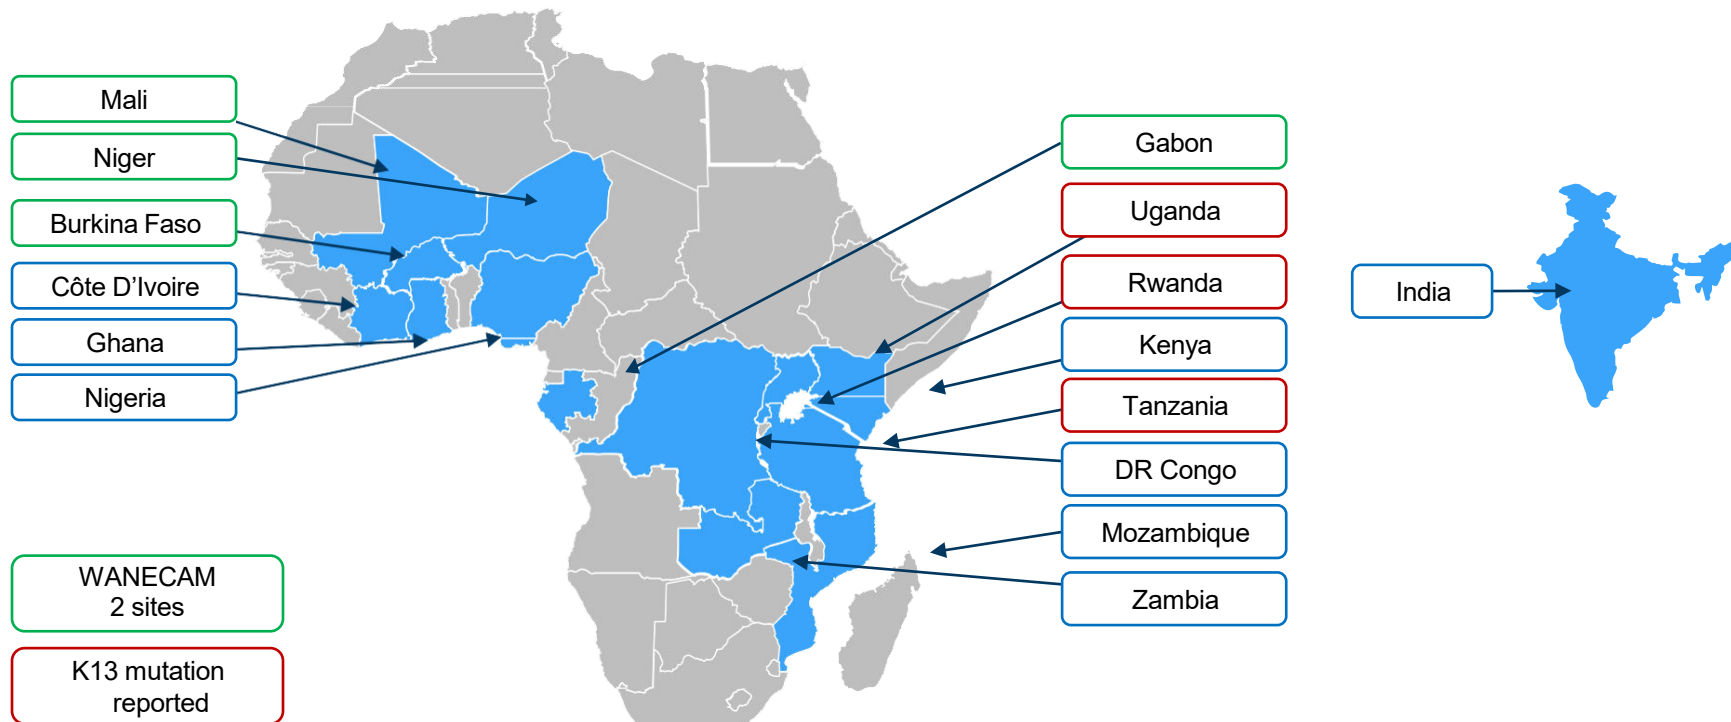 Mali
Niger
Burkina Faso
Côte D'Ivoire
Ghana
Nigeria
WANECAM
2 sites
K13 mutation
reported
Gabon
Uganda
Rwanda
Kenya
Tanzania
DR Congo
Mozambique
Zambia
India